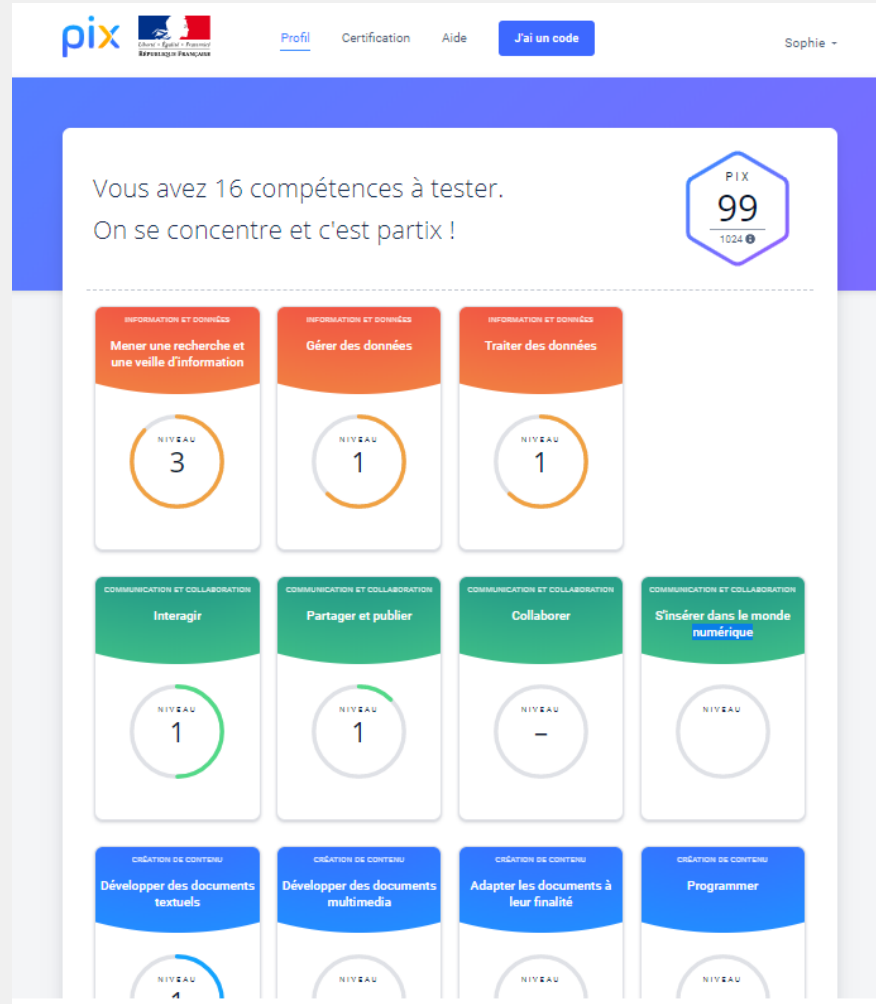 pix
Liberté • Égalité • Fraternité
RÉPUBLIQUE FRANÇAISE
Profil
Certification
Aide
J'ai un code
Sophie
Vous avez 16 compétences à tester.
On se concentre et c'est partix !
PIX
99
1024
INFORMATION ET DONNÉES
Mener une recherche et
une veille d'information
NIVEAU
3
INFORMATION ET DONNÉES
Gérer des données
NIVEAU
1
INFORMATION ET DONNÉES
Traiter des données
NIVEAU
1
COMMUNICATION ET COLLABORATION
Interagir
NIVEAU
1
COMMUNICATION ET COLLABORATION
Partager et publier
NIVEAU
1
COMMUNICATION ET COLLABORATION
Collaborer
NIVEAU
–
COMMUNICATION ET COLLABORATION
S'insérer dans le monde
numérique
NIVEAU
CRÉATION DE CONTENU
Développer des documents
textuels
NIVEAU
1
CRÉATION DE CONTENU
Développer des documents
multimedia
NIVEAU
CRÉATION DE CONTENU
Adapter les documents à
leur finalité
NIVEAU
CRÉATION DE CONTENU
Programmer
NIVEAU